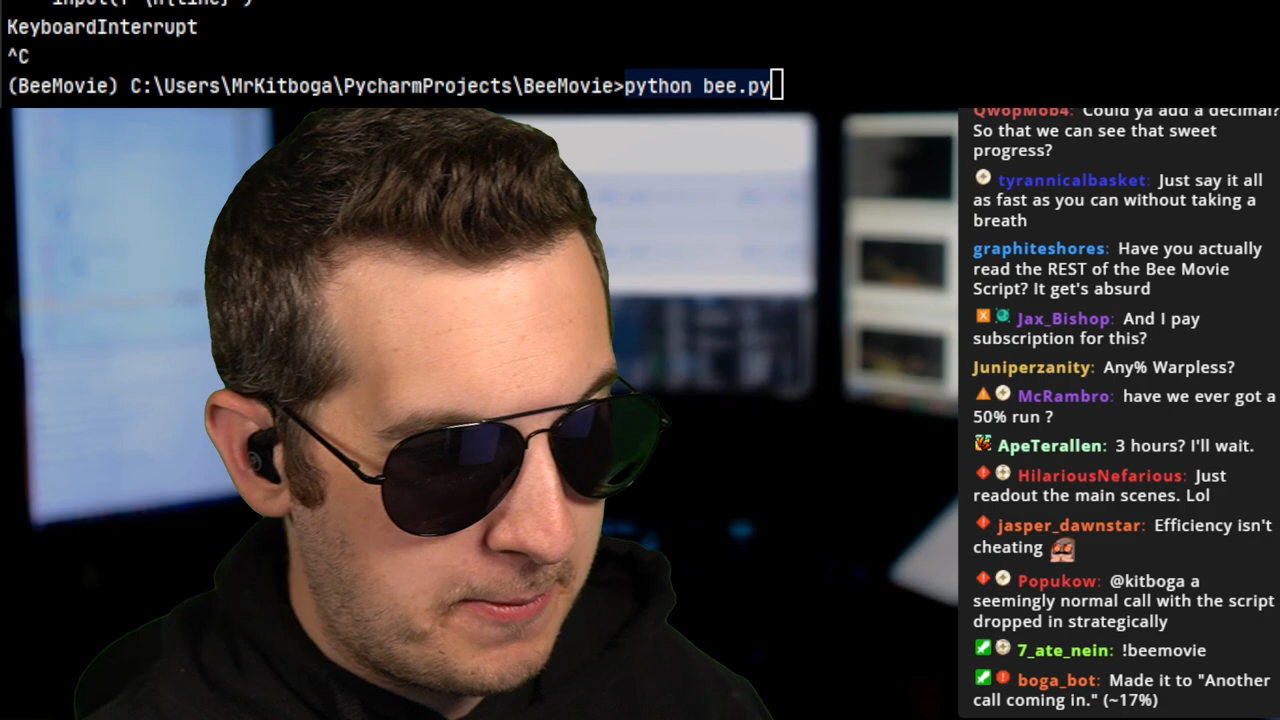 KeyboardInterrupt
^C
(BeeMovie) C:\Users\MrKitboga\PycharmProjects\BeeMovie>python bee.py
QwopMob4: Could ya add a decimal?
So that we can see that sweet
progress?
tyrannicalbasket: Just say it all
as fast as you can without taking a
breath
graphiteshores: Have you actually
read the REST of the Bee Movie
Script? It get's absurd
Jax_Bishop: And I pay
subscription for this?
Juniperzanity: Any% Warpless?
McRambro: have we ever got a
50% run ?
ApeTerallen: 3 hours? I'll wait.
HilariousNefarious: Just
readout the main scenes. Lol
jasper_dawnstar: Efficiency isn't
cheating
Popukow: @kitboga a
seemingly normal call with the script
dropped in strategically
7_ate_nein: !beemovie
boga_bot: Made it to "Another
call coming in." (~17%)